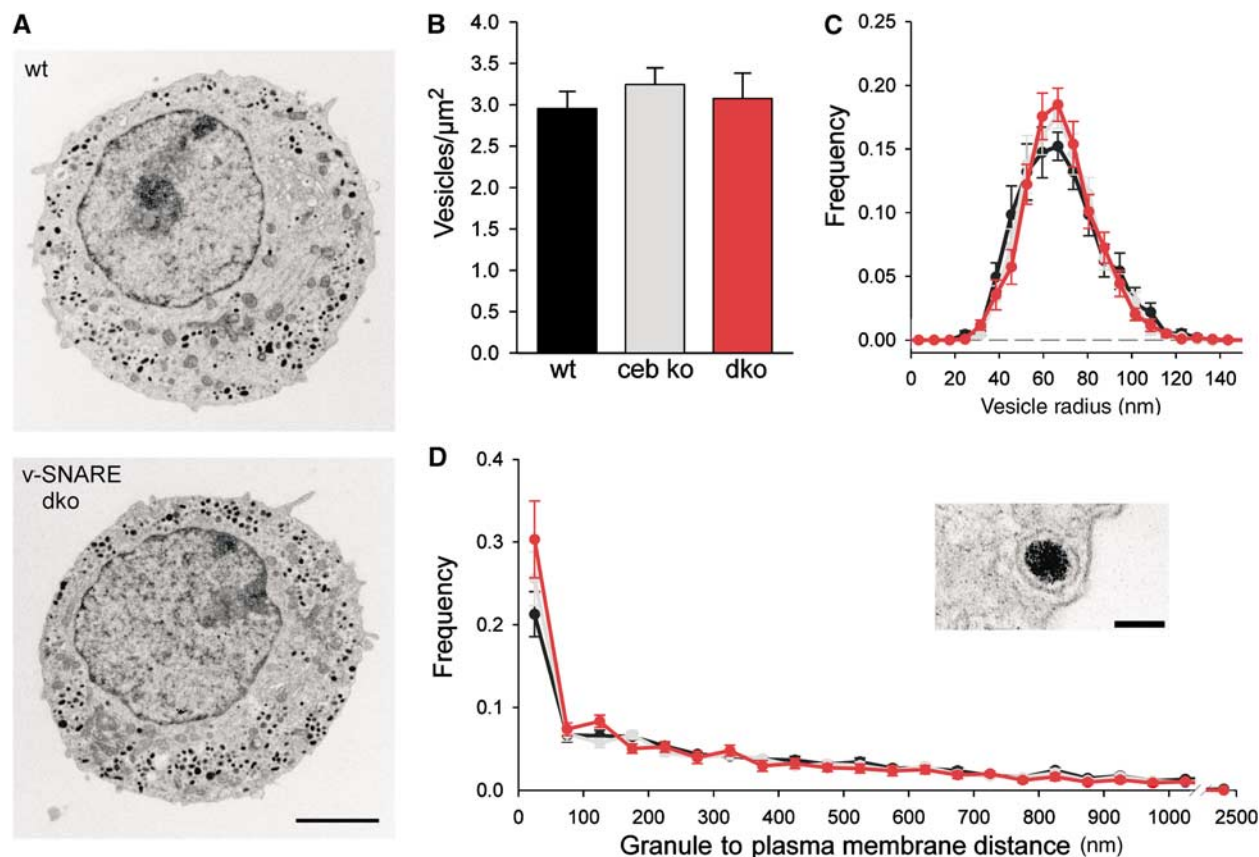 A
wt
v-SNARE
dko
B
Vesicles/µm²
4.0
3.5
3.0
2.5
2.0
1.5
1.0
0.5
0.0
wt ceb ko dko
C
Frequency
0.20
0.15
0.10
0.05
0.00
0 20 40 60 80 100 120 140
Vesicle radius (nm)
D
Frequency
0.4
0.3
0.2
0.1
0.0
0 100 200 300 400 500 600 700 800 900 1000 2500
Granule to plasma membrane distance (nm)